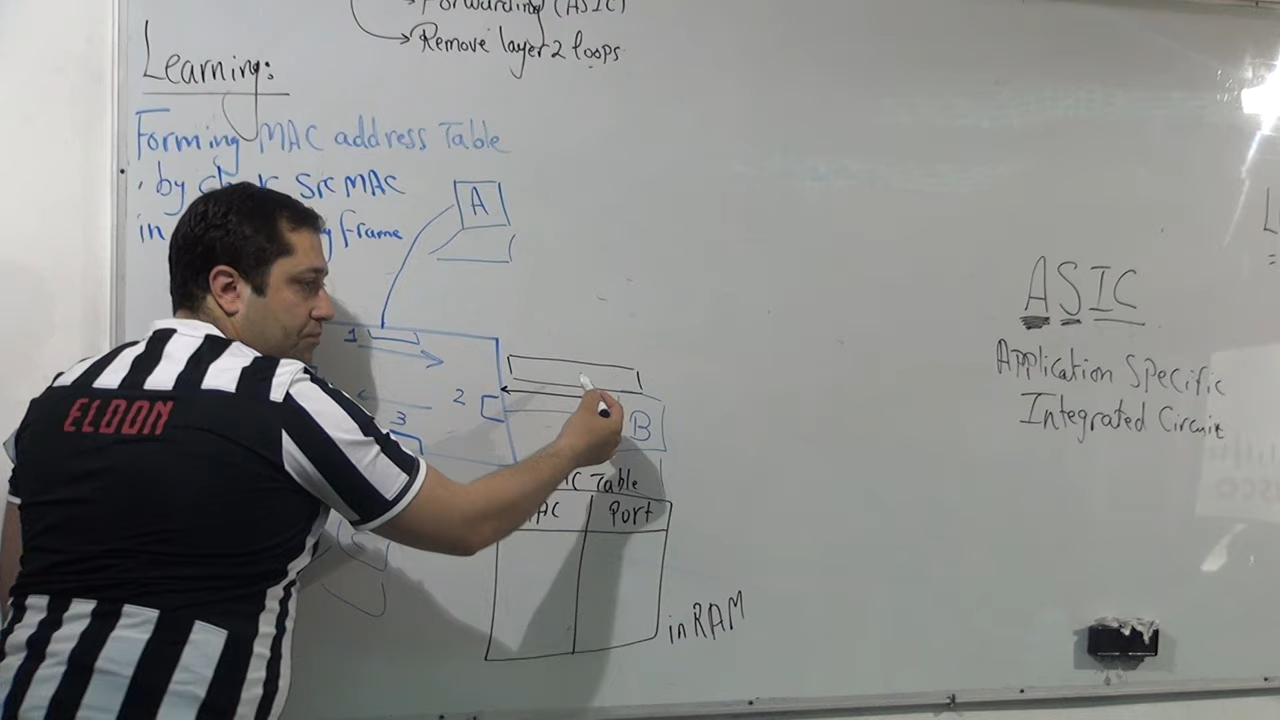 Forwarding (ASIC)
Remove layer 2 loops
Learning:
Forming MAC address Table
by src MAC
in frame
A
1
2
3
B
Table
Port
in RAM
ELDON
ASIC
Application Specific
Integrated Circuit